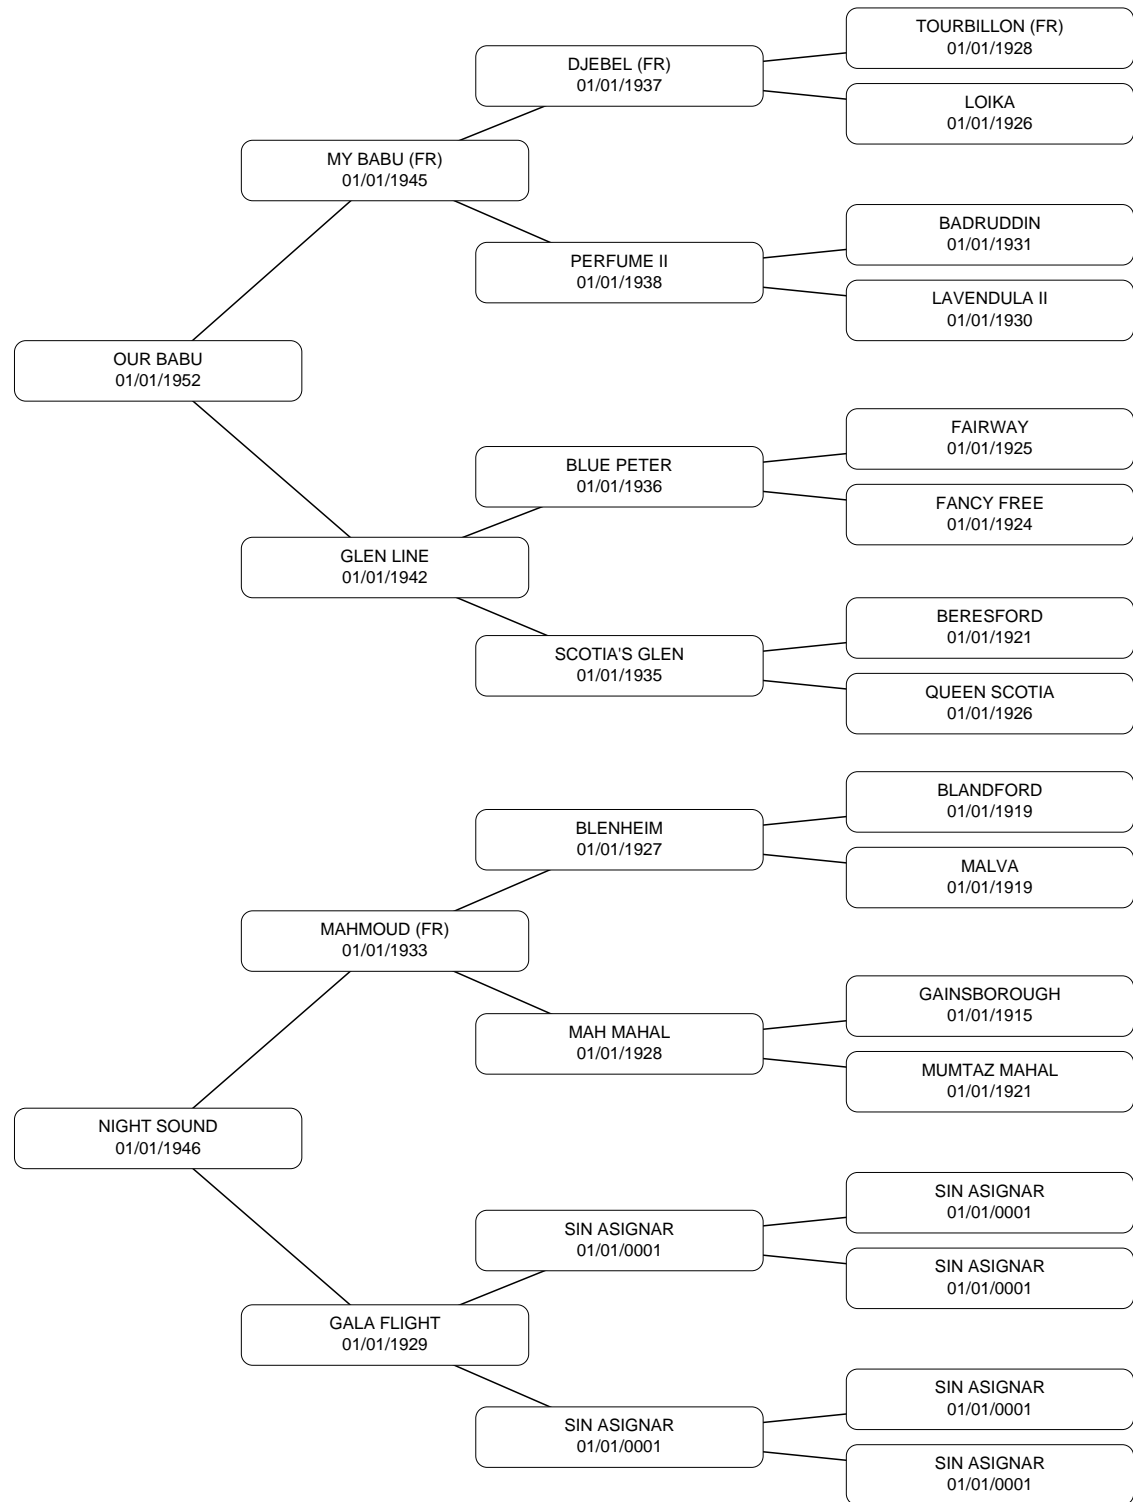 TOURBILLON (FR)
01/01/1928
DJEBEL (FR)
01/01/1937
LOIKA
01/01/1926
MY BABU (FR)
01/01/1945
BADRUDDIN
01/01/1931
PERFUME II
01/01/1938
LAVENDULA II
01/01/1930
OUR BABU
01/01/1952
FAIRWAY
01/01/1925
BLUE PETER
01/01/1936
FANCY FREE
01/01/1924
GLEN LINE
01/01/1942
BERESFORD
01/01/1921
SCOTIA'S GLEN
01/01/1935
QUEEN SCOTIA
01/01/1926
BLANDFORD
01/01/1919
BLENHEIM
01/01/1927
MALVA
01/01/1919
MAHMOUD (FR)
01/01/1933
GAINSBOROUGH
01/01/1915
MAH MAHAL
01/01/1928
MUMTAZ MAHAL
01/01/1921
NIGHT SOUND
01/01/1946
SIN ASIGNAR
01/01/0001
SIN ASIGNAR
01/01/0001
SIN ASIGNAR
01/01/0001
GALA FLIGHT
01/01/1929
SIN ASIGNAR
01/01/0001
SIN ASIGNAR
01/01/0001
SIN ASIGNAR
01/01/0001